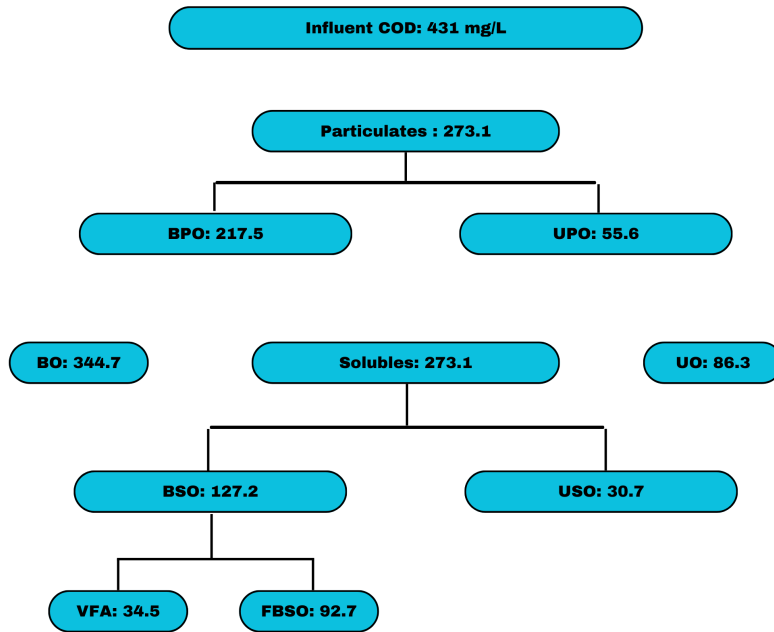 Influent COD: 431 mg/L
Particulates : 273.1
BPO: 217.5
UPO: 55.6
BO: 344.7
Solubles: 273.1
UO: 86.3
BSO: 127.2
USO: 30.7
VFA: 34.5
FBSO: 92.7